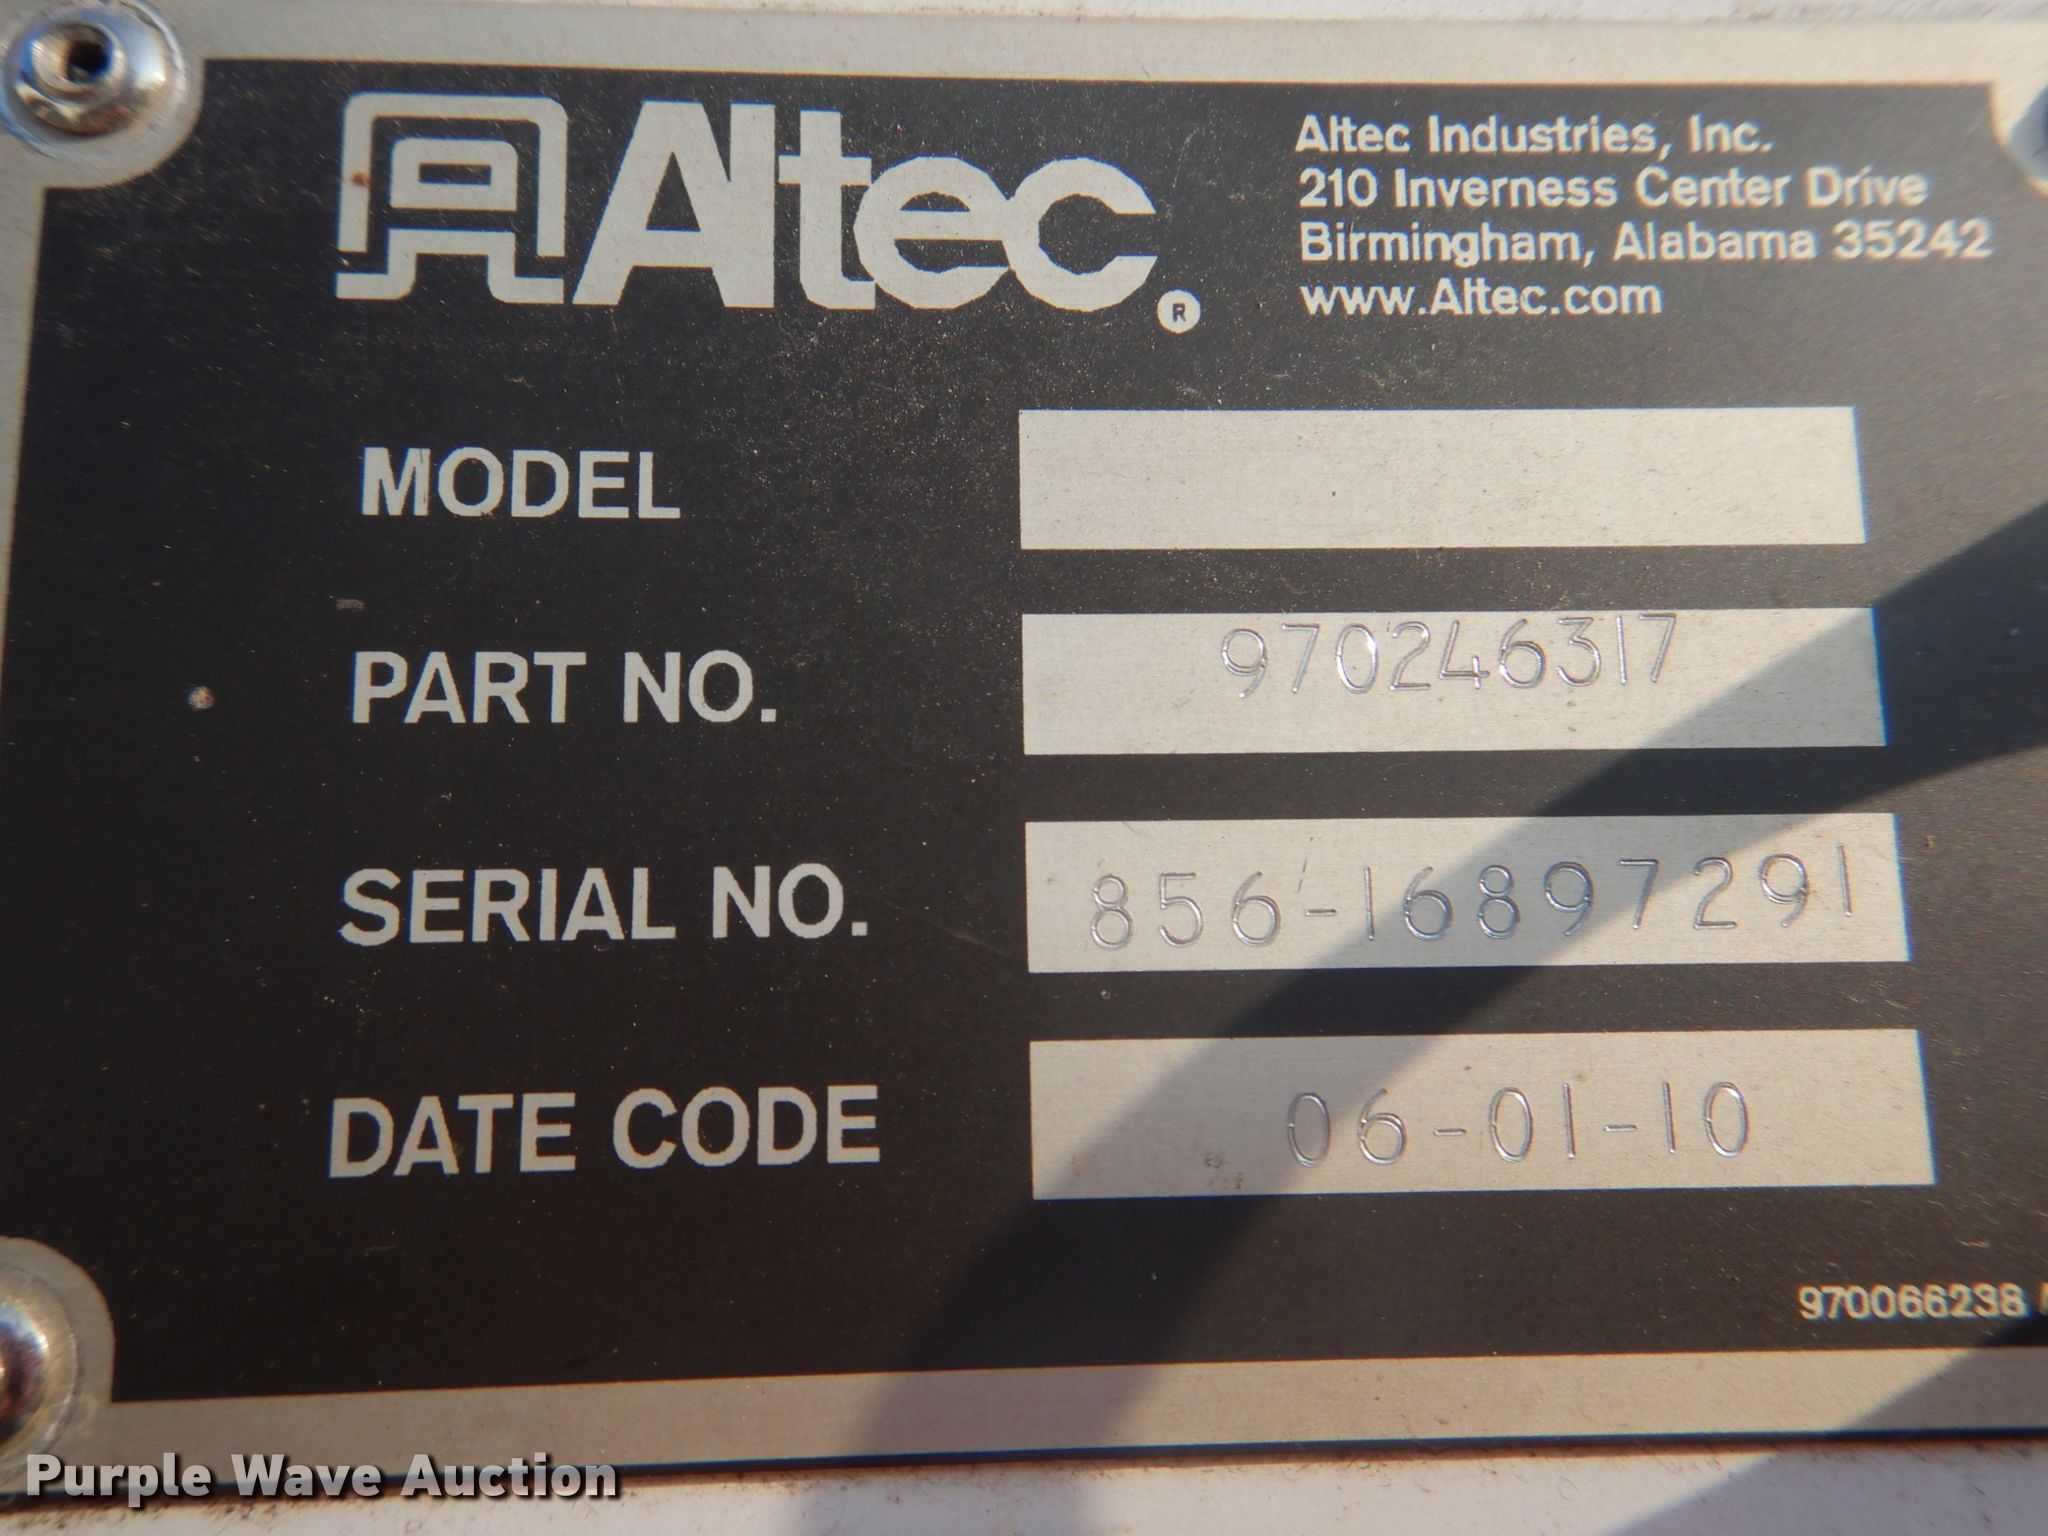 Altec®
Altec Industries, Inc.
210 Inverness Center Drive
Birmingham, Alabama 35242
www.Altec.com
MODEL
PART NO. 970246317
SERIAL NO. 856-16897291
DATE CODE 06-01-10
970066238
Purple Wave Auction